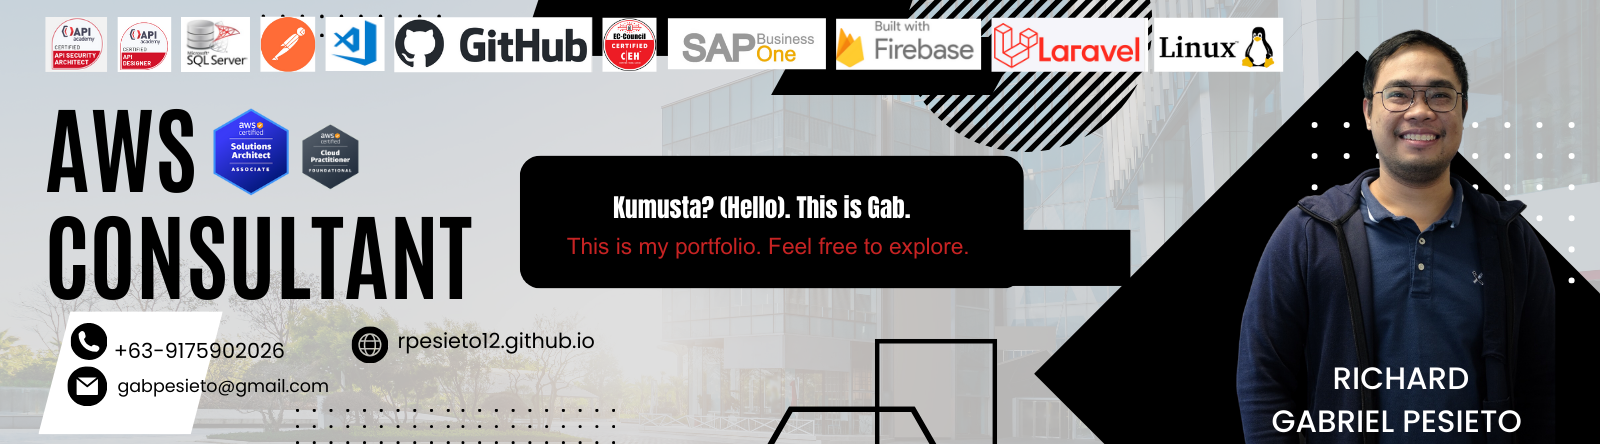 API
academy
CERTIFIED
API SECURITY
ARCHITECT
API
academy
CERTIFIED
API
DESIGNER
Microsoft
SQL Server
GitHub
EC-Council
CERTIFIED
CEH
SAP Business
One
Built with
Firebase
Laravel
Linux
AWS
aws
certified
Solutions
Architect
ASSOCIATE
aws
certified
Cloud
Practitioner
FOUNDATIONAL
CONSULTANT
Kumusta? (Hello). This is Gab.
This is my portfolio. Feel free to explore.
+63-9175902026
rpesieto12.github.io
gabpesieto@gmail.com
RICHARD
GABRIEL PESIETO